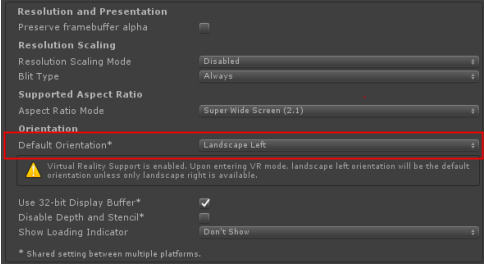 Resolution and Presentation
Preserve framebuffer alpha
Resolution Scaling
Resolution Scaling Mode Disabled
Blit Type Always
Supported Aspect Ratio
Aspect Ratio Mode Super Wide Screen (2.1)
Orientation
Default Orientation* Landscape Left
Virtual Reality Support is enabled. Upon entering VR mode, landscape left orientation will be the default
orientation unless only landscape right is available.
Use 32-bit Display Buffer*
Disable Depth and Stencil*
Show Loading Indicator Don't Show
* Shared setting between multiple platforms.